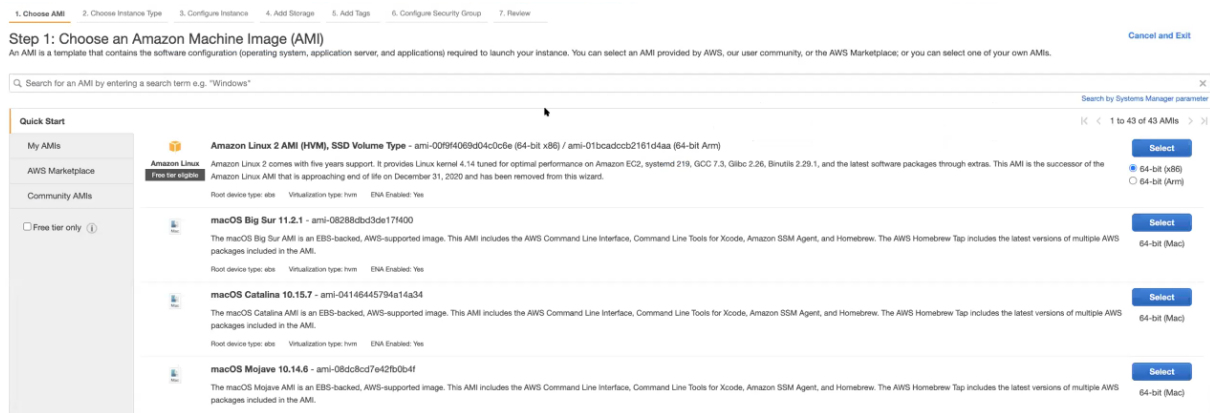 1. Choose AMI 2. Choose Instance Type 3. Configure Instance 4. Add Storage 5. Add Tags 6. Configure Security Group 7. Review
Step 1: Choose an Amazon Machine Image (AMI)
Cancel and Exit
An AMI is a template that contains the software configuration (operating system, application server, and applications) required to launch your instance. You can select an AMI provided by AWS, our user community, or the AWS Marketplace; or you can select one of your own AMIs.
Search for an AMI by entering a search term e.g. "Windows"
Search by Systems Manager parameter
Quick Start
1 to 43 of 43 AMIs
My AMIs
AWS Marketplace
Community AMIs
Free tier only
Amazon Linux
Free tier eligible
Amazon Linux 2 AMI (HVM), SSD Volume Type - ami-00f9f4069d04c0c6e (64-bit x86) / ami-01bcadccb2161d4aa (64-bit Arm)
Amazon Linux 2 comes with five years support. It provides Linux kernel 4.14 tuned for optimal performance on Amazon EC2, systemd 219, GCC 7.3, Glibc 2.26, Binutils 2.29.1, and the latest software packages through extras. This AMI is the successor of the
Amazon Linux AMI that is approaching end of life on December 31, 2020 and has been removed from this wizard.
Root device type: ebs Virtualization type: hvm ENA Enabled: Yes
Select
64-bit (x86)
64-bit (Arm)
Mac
macOS Big Sur 11.2.1 - ami-08288dbd3de17f400
The macOS Big Sur AMI is an EBS-backed, AWS-supported image. This AMI includes the AWS Command Line Interface, Command Line Tools for Xcode, Amazon SSM Agent, and Homebrew. The AWS Homebrew Tap includes the latest versions of multiple AWS
packages included in the AMI.
Root device type: ebs Virtualization type: hvm ENA Enabled: Yes
Select
64-bit (Mac)
Mac
macOS Catalina 10.15.7 - ami-04146445794a14a34
The macOS Catalina AMI is an EBS-backed, AWS-supported image. This AMI includes the AWS Command Line Interface, Command Line Tools for Xcode, Amazon SSM Agent, and Homebrew. The AWS Homebrew Tap includes the latest versions of multiple AWS
packages included in the AMI.
Root device type: ebs Virtualization type: hvm ENA Enabled: Yes
Select
64-bit (Mac)
Mac
macOS Mojave 10.14.6 - ami-08dc8cd7e42fb0b4f
The macOS Mojave AMI is an EBS-backed, AWS-supported image. This AMI includes the AWS Command Line Interface, Command Line Tools for Xcode, Amazon SSM Agent, and Homebrew. The AWS Homebrew Tap includes the latest versions of multiple AWS
packages included in the AMI.
Select
64-bit (Mac)